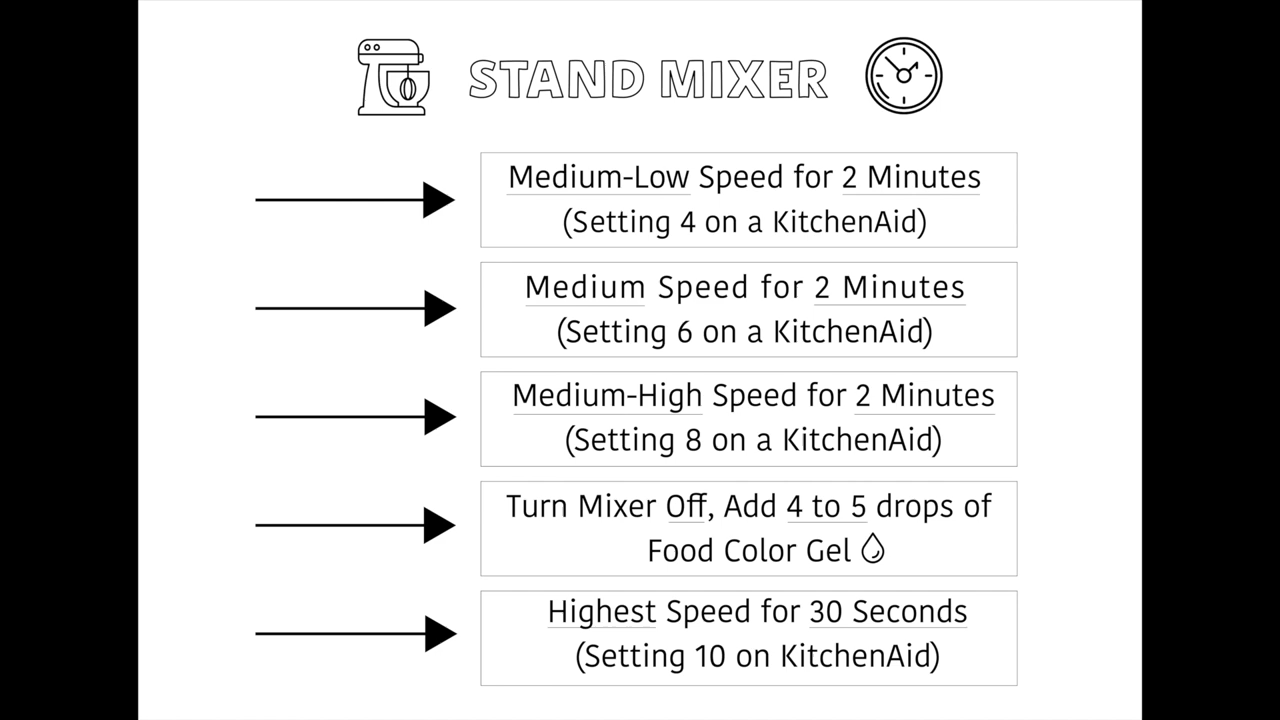 STAND MIXER
Medium-Low Speed for 2 Minutes
(Setting 4 on a KitchenAid)
Medium Speed for 2 Minutes
(Setting 6 on a KitchenAid)
Medium-High Speed for 2 Minutes
(Setting 8 on a KitchenAid)
Turn Mixer Off, Add 4 to 5 drops of
Food Color Gel
Highest Speed for 30 Seconds
(Setting 10 on KitchenAid)